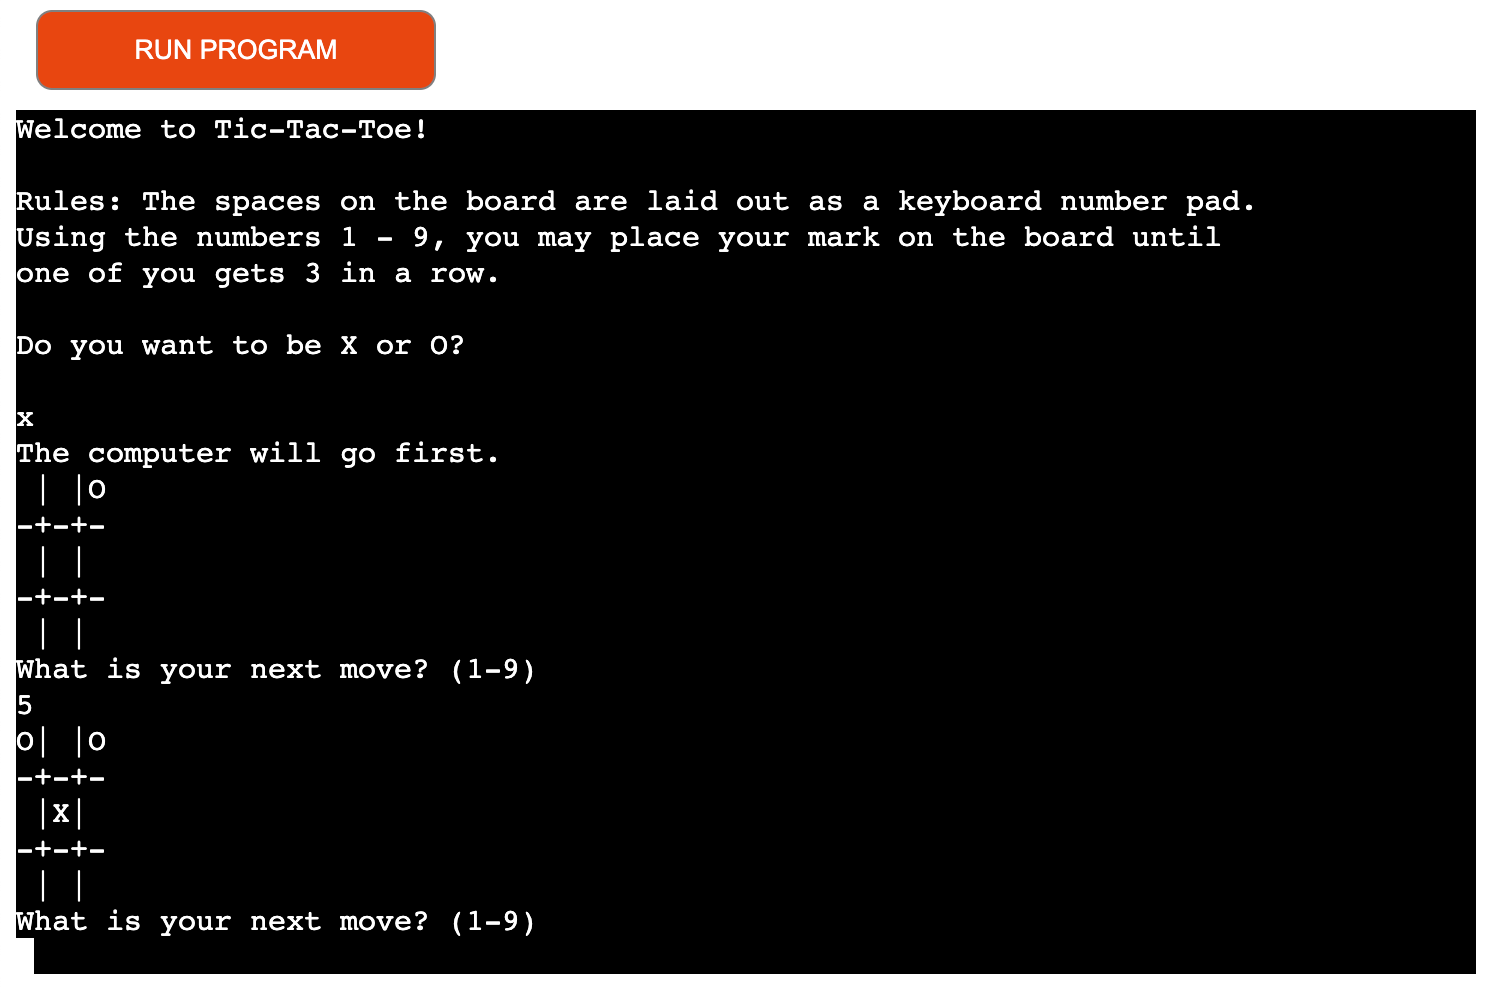 RUN PROGRAM
Welcome to Tic-Tac-Toe!
Rules: The spaces on the board are laid out as a keyboard number pad.
Using the numbers 1 - 9, you may place your mark on the board until
one of you gets 3 in a row.
Do you want to be X or O?
x
The computer will go first.
 | |O
-+-+-
 | |
-+-+-
 | |
What is your next move? (1-9)
5
O| |O
-+-+-
 |X|
-+-+-
 | |
What is your next move? (1-9)